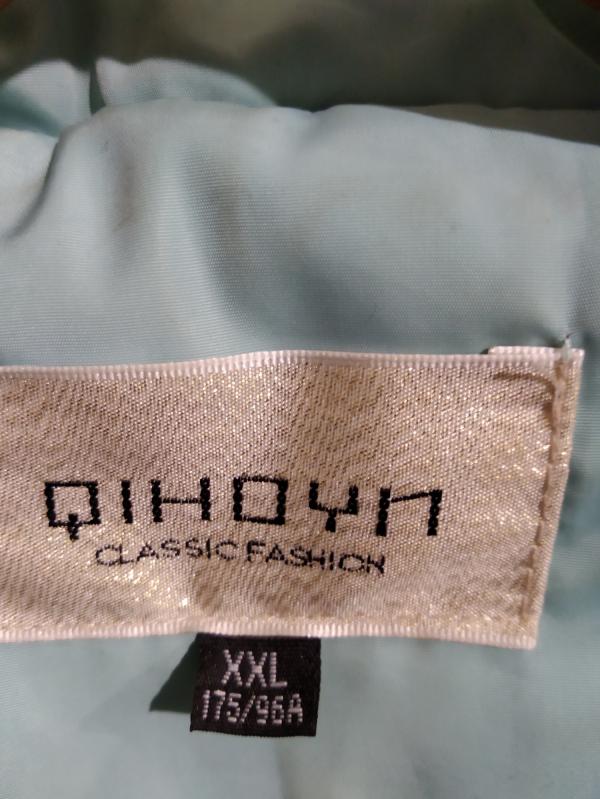 QIHOYN
CLASSIC FASHION
XXL
175/96A